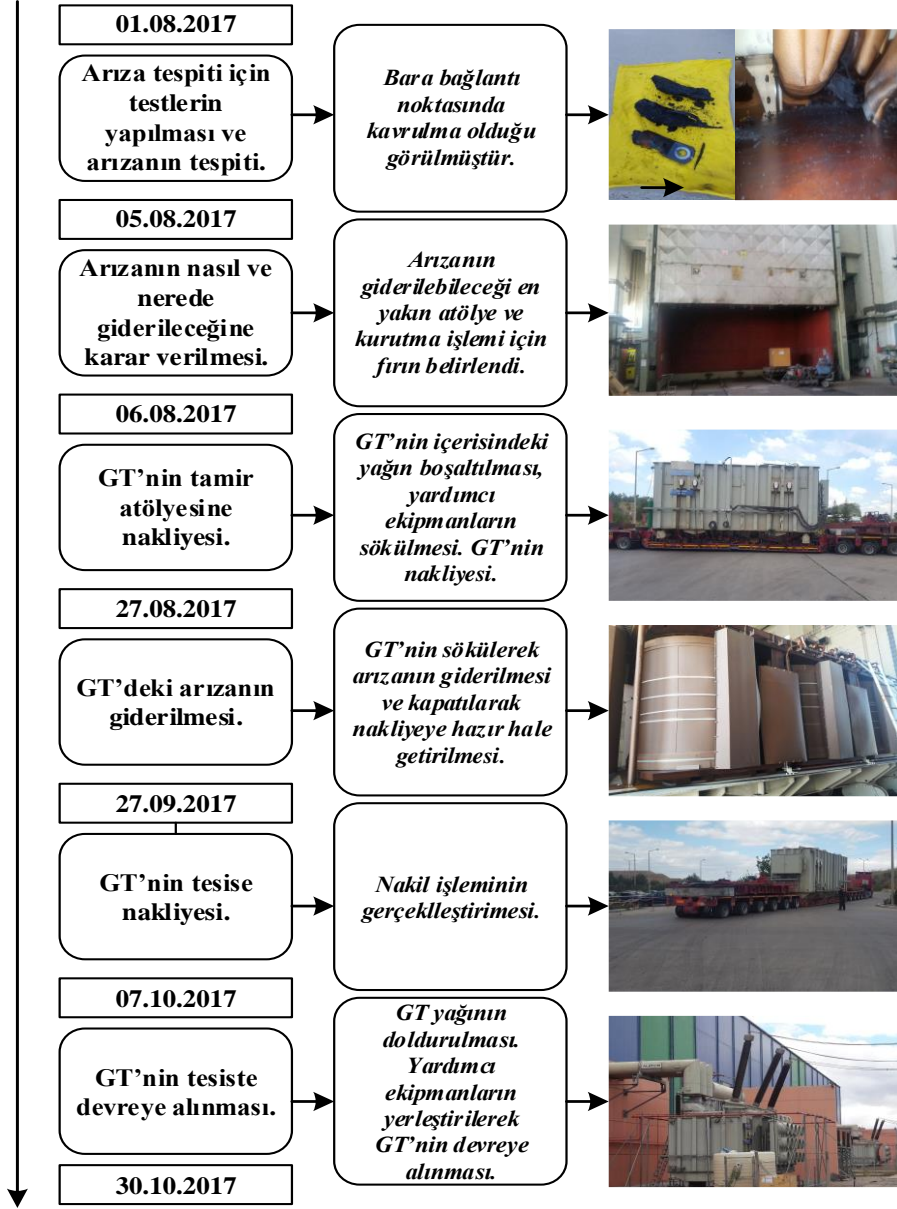 01.08.2017
Arıza tespiti için
testlerin
yapılması ve
arızanın tespiti.
Bara bağlantı
noktasında
kavrulma olduğu
görülmüştür.
05.08.2017
Arızanın nasıl ve
nerede
giderileceğine
karar verilmesi.
Arızanın
giderilebileceği en
yakın atölye ve
kurutma işlemi için
fırın belirlendi.
06.08.2017
GT’nin tamir
atölyesine
nakliyesi.
GT’nin içerisindeki
yağın boşaltılması,
yardımcı
ekipmanların
sökülmesi. GT’nin
nakliyesi.
27.08.2017
GT’deki arızanın
giderilmesi.
GT’nin sökülerek
arızanın giderilmesi
ve kapatılarak
nakliyeye hazır hale
getirilmesi.
27.09.2017
GT’nin tesise
nakliyesi.
Nakil işleminin
gerçeklleştirimesi.
07.10.2017
GT’nin tesiste
devreye alınması.
GT yağının
doldurulması.
Yardımcı
ekipmanların
yerleştirilerek
GT’nin devreye
alınması.
30.10.2017